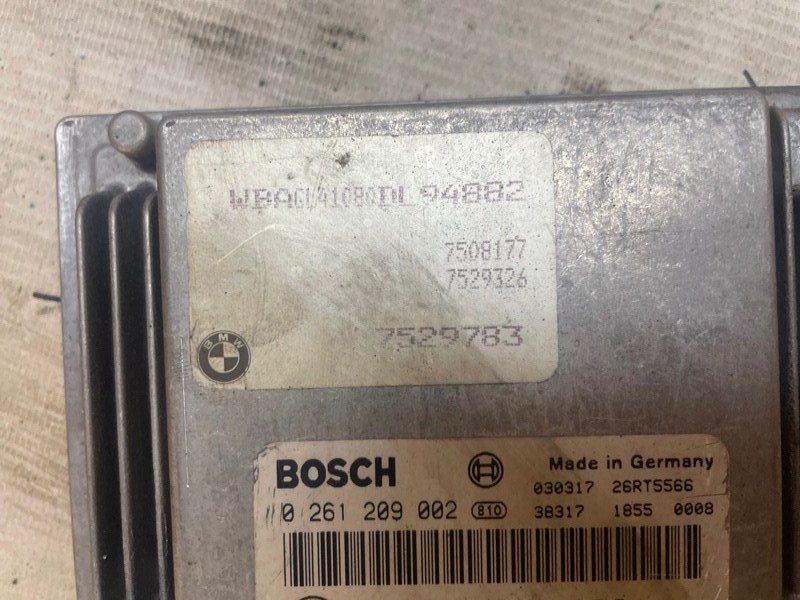 WBAGL41080DL94882
7508177
7529326
7529783
BMW
BOSCH
Made in Germany
030317 26RT5566
0 261 209 002 810 38317 1855 0008